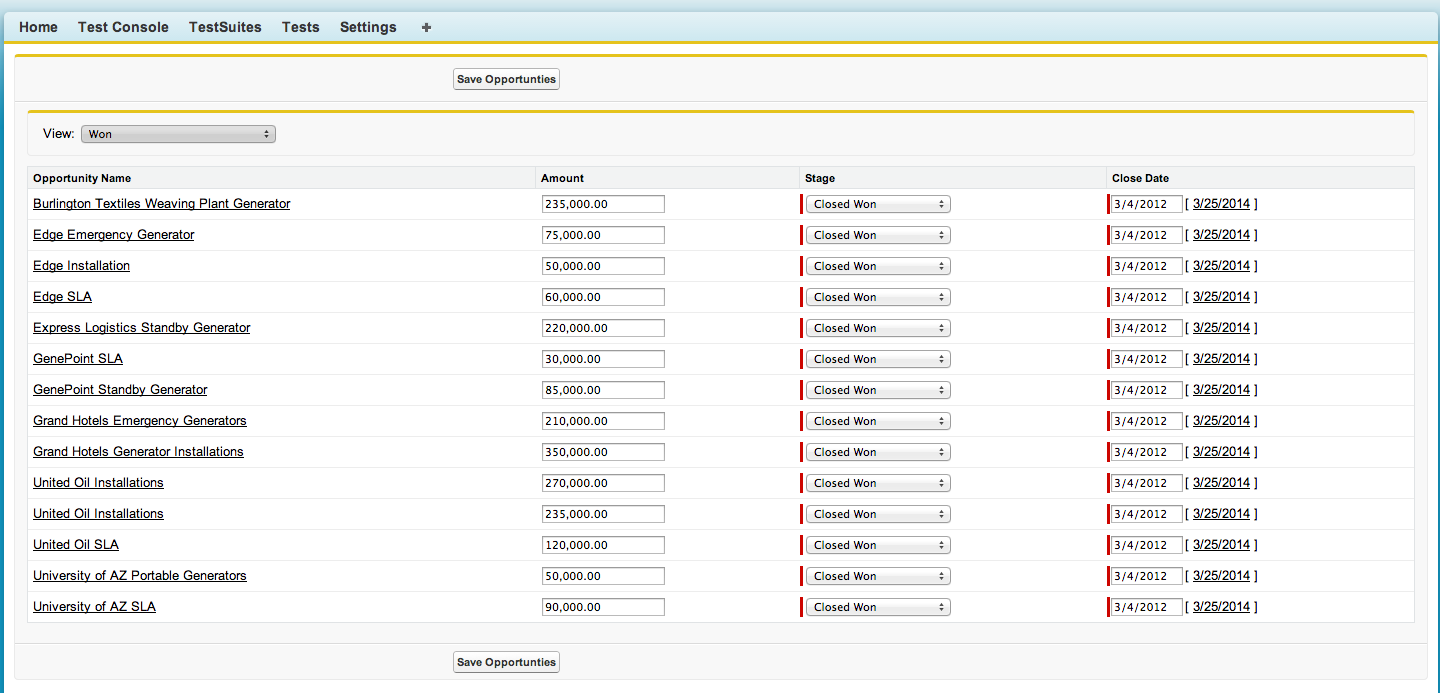 Home Test Console TestSuites Tests Settings +
Save Opportunties
View: Won
Opportunity Name Amount Stage Close Date
Burlington Textiles Weaving Plant Generator 235,000.00 Closed Won 3/4/2012 [ 3/25/2014 ]
Edge Emergency Generator 75,000.00 Closed Won 3/4/2012 [ 3/25/2014 ]
Edge Installation 50,000.00 Closed Won 3/4/2012 [ 3/25/2014 ]
Edge SLA 60,000.00 Closed Won 3/4/2012 [ 3/25/2014 ]
Express Logistics Standby Generator 220,000.00 Closed Won 3/4/2012 [ 3/25/2014 ]
GenePoint SLA 30,000.00 Closed Won 3/4/2012 [ 3/25/2014 ]
GenePoint Standby Generator 85,000.00 Closed Won 3/4/2012 [ 3/25/2014 ]
Grand Hotels Emergency Generators 210,000.00 Closed Won 3/4/2012 [ 3/25/2014 ]
Grand Hotels Generator Installations 350,000.00 Closed Won 3/4/2012 [ 3/25/2014 ]
United Oil Installations 270,000.00 Closed Won 3/4/2012 [ 3/25/2014 ]
United Oil Installations 235,000.00 Closed Won 3/4/2012 [ 3/25/2014 ]
United Oil SLA 120,000.00 Closed Won 3/4/2012 [ 3/25/2014 ]
University of AZ Portable Generators 50,000.00 Closed Won 3/4/2012 [ 3/25/2014 ]
University of AZ SLA 90,000.00 Closed Won 3/4/2012 [ 3/25/2014 ]
Save Opportunties